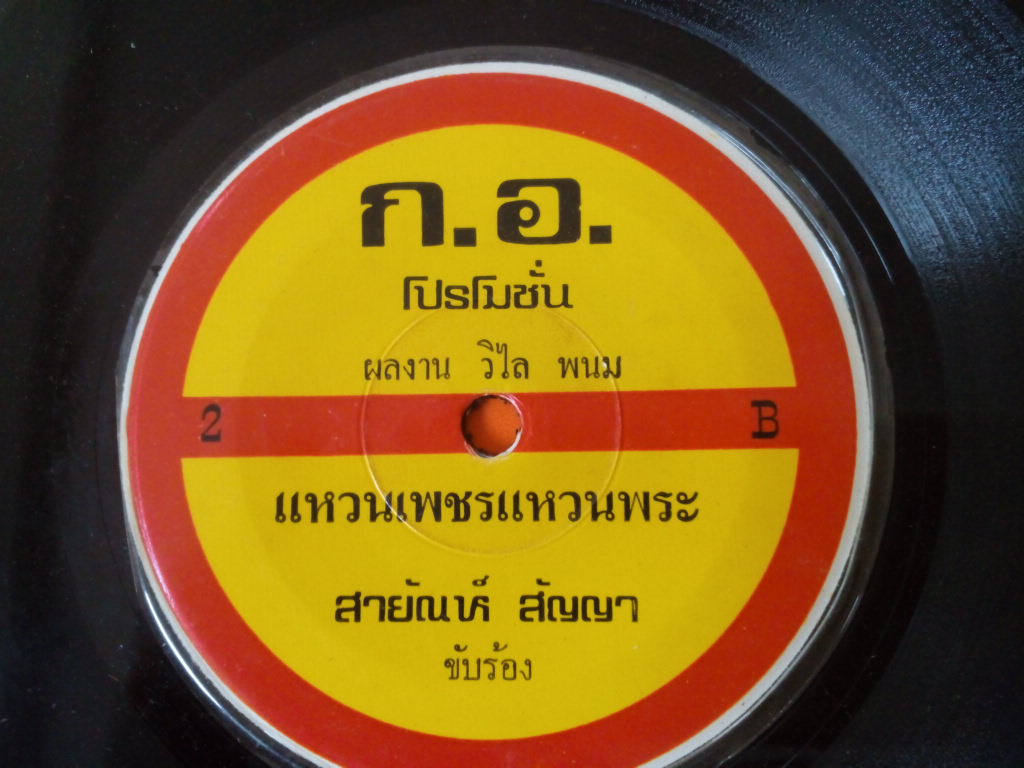 ก.อ.
โปรโมชั่น
ผลงาน วิไล พนม
2 B
แหวนเพชรแหวนพระ
สายัณห์ สัญญา
ขับร้อง